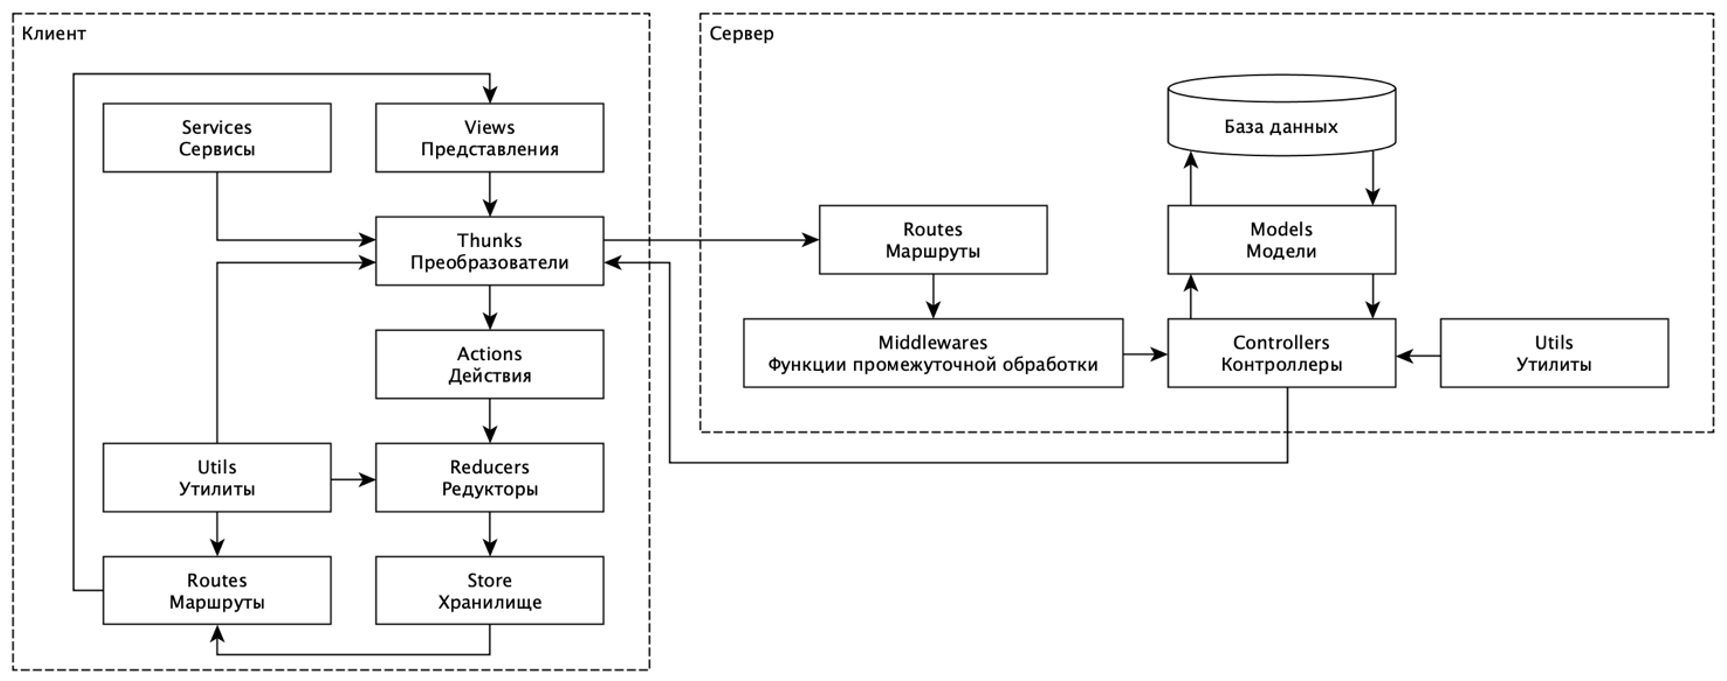 Клиент
Services
Сервисы
Views
Представления
Thunks
Преобразователи
Actions
Действия
Utils
Утилиты
Reducers
Редукторы
Routes
Маршруты
Store
Хранилище
Сервер
База данных
Routes
Маршруты
Models
Модели
Middlewares
Функции промежуточной обработки
Controllers
Контроллеры
Utils
Утилиты